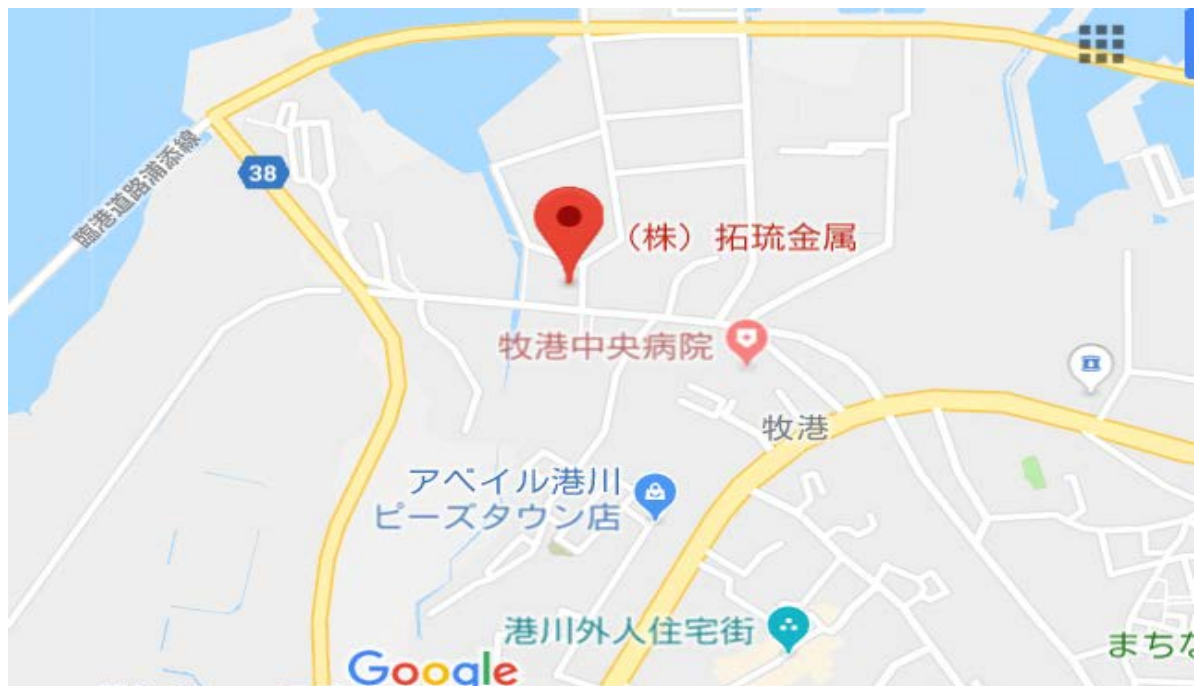 臨港道路浦添線
38
（株）拓琉金属
牧港中央病院
牧港
アベイル港川
ピーズタウン店
港川外人住宅街
まちな
Google